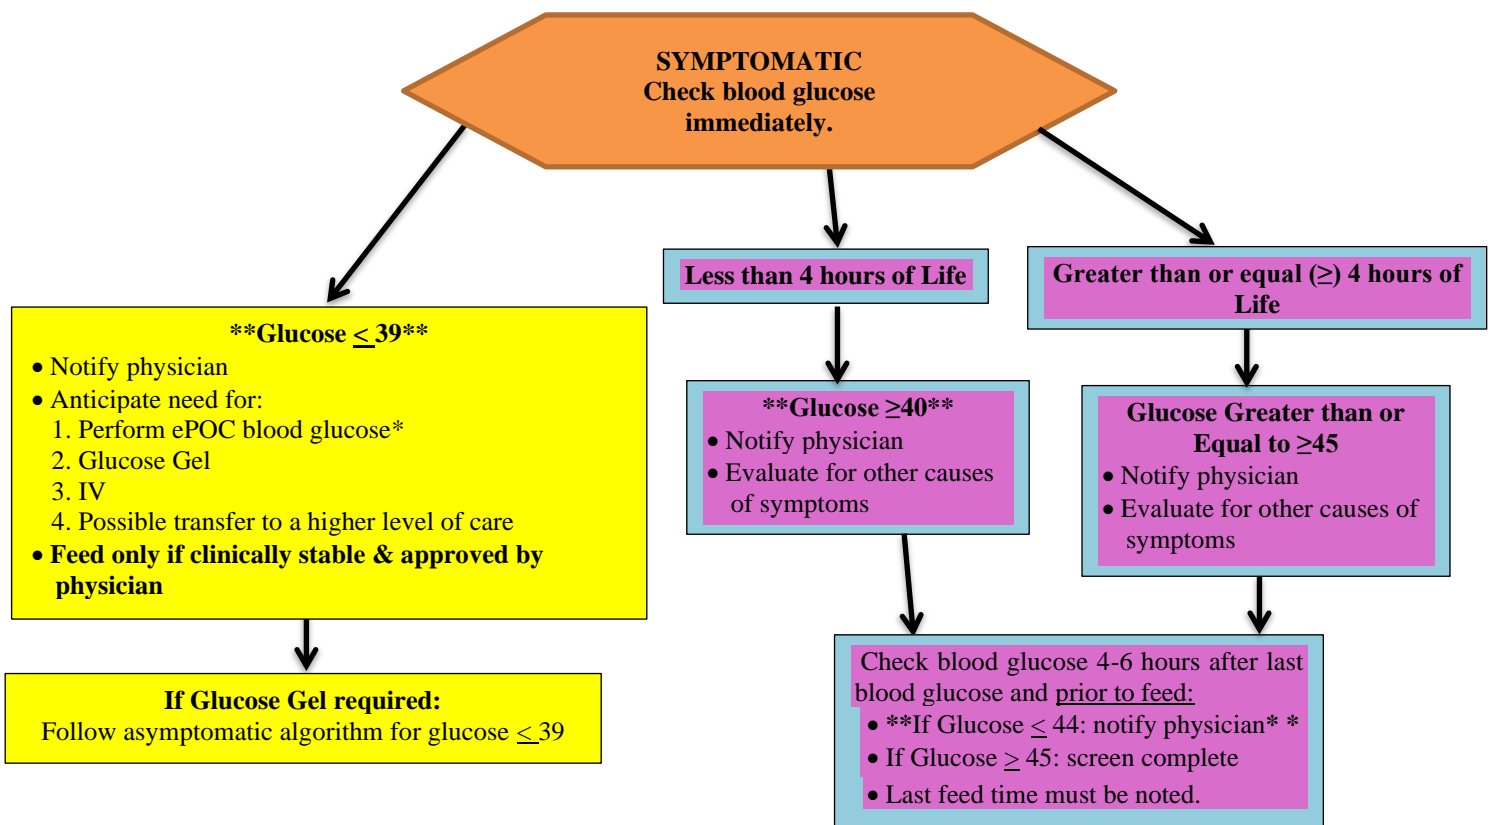 SYMPTOMATIC
Check blood glucose
immediately.
Less than 4 hours of Life
Greater than or equal (≥) 4 hours of
Life
**Glucose < 39**
• Notify physician
• Anticipate need for:
1. Perform ePOC blood glucose*
2. Glucose Gel
3. IV
4. Possible transfer to a higher level of care
• Feed only if clinically stable & approved by
physician
**Glucose ≥40**
• Notify physician
• Evaluate for other causes
of symptoms
Glucose Greater than or
Equal to ≥45
• Notify physician
• Evaluate for other causes of
symptoms
If Glucose Gel required:
Follow asymptomatic algorithm for glucose < 39
Check blood glucose 4-6 hours after last
blood glucose and prior to feed:
• **If Glucose < 44: notify physician* *
• If Glucose > 45: screen complete
• Last feed time must be noted.